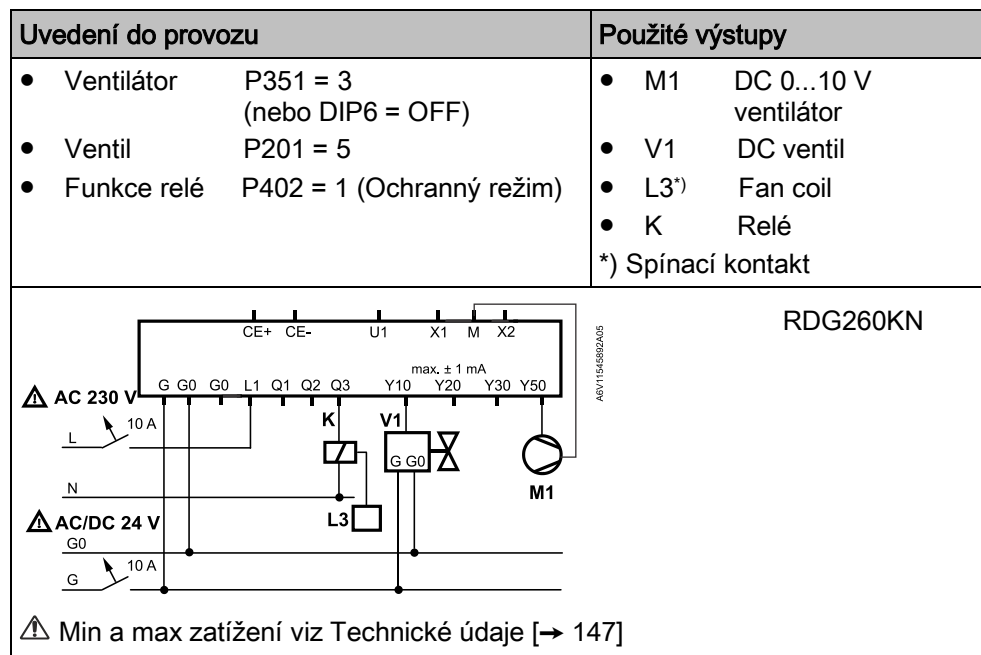 Uvedení do provozu
Použité výstupy
• Ventilátor P351 = 3
(nebo DIP6 = OFF)
• Ventil P201 = 5
• Funkce relé P402 = 1 (Ochranný režim)
• M1 DC 0...10 V
ventilátor
• V1 DC ventil
• L3*) Fan coil
• K Relé
*) Spínací kontakt
RDG260KN
CE+ CE- U1 X1 M X2
max. ± 1 mA
G G0 G0 L1 Q1 Q2 Q3 Y10 Y20 Y30 Y50
A6V11545892A05
⚠ AC 230 V
10 A
L
K
V1
G G0
M1
N
L3
⚠ AC/DC 24 V
G0
10 A
G
⚠ Min a max zatížení viz Technické údaje [→ 147]